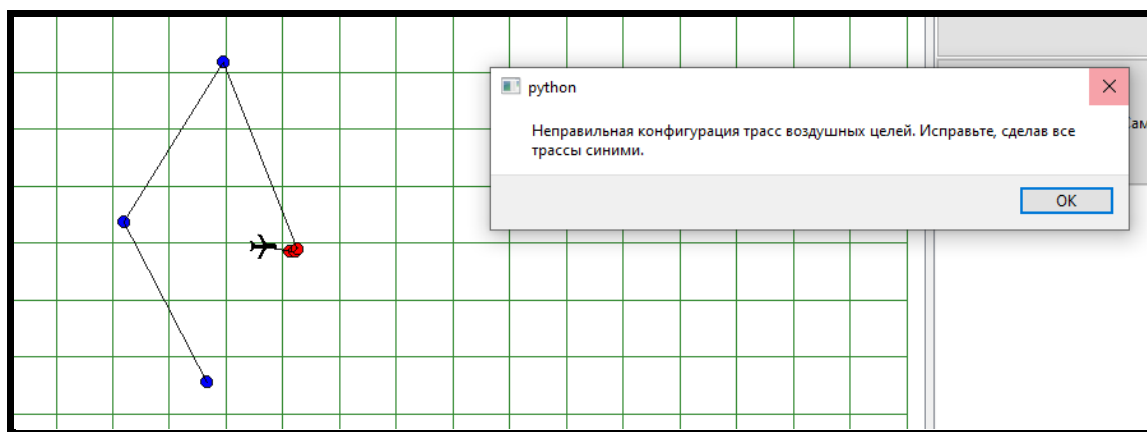 python
Неправильная конфигурация трасс воздушных целей. Исправьте, сделав все
трассы синими.
OK